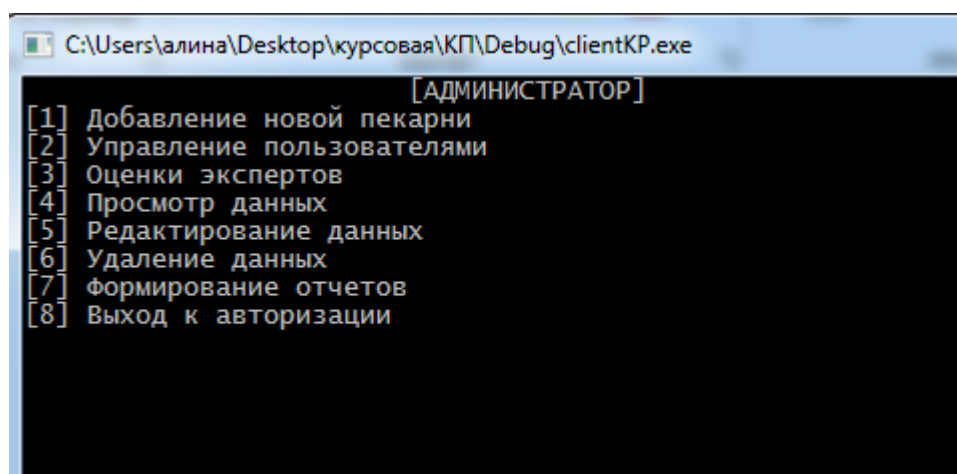 C:\Users\алина\Desktop\курсовая\КП\Debug\clientKP.exe
[АДМИНИСТРАТОР]
[1] Добавление новой пекарни
[2] Управление пользователями
[3] Оценки экспертов
[4] Просмотр данных
[5] Редактирование данных
[6] Удаление данных
[7] Формирование отчетов
[8] Выход к авторизации